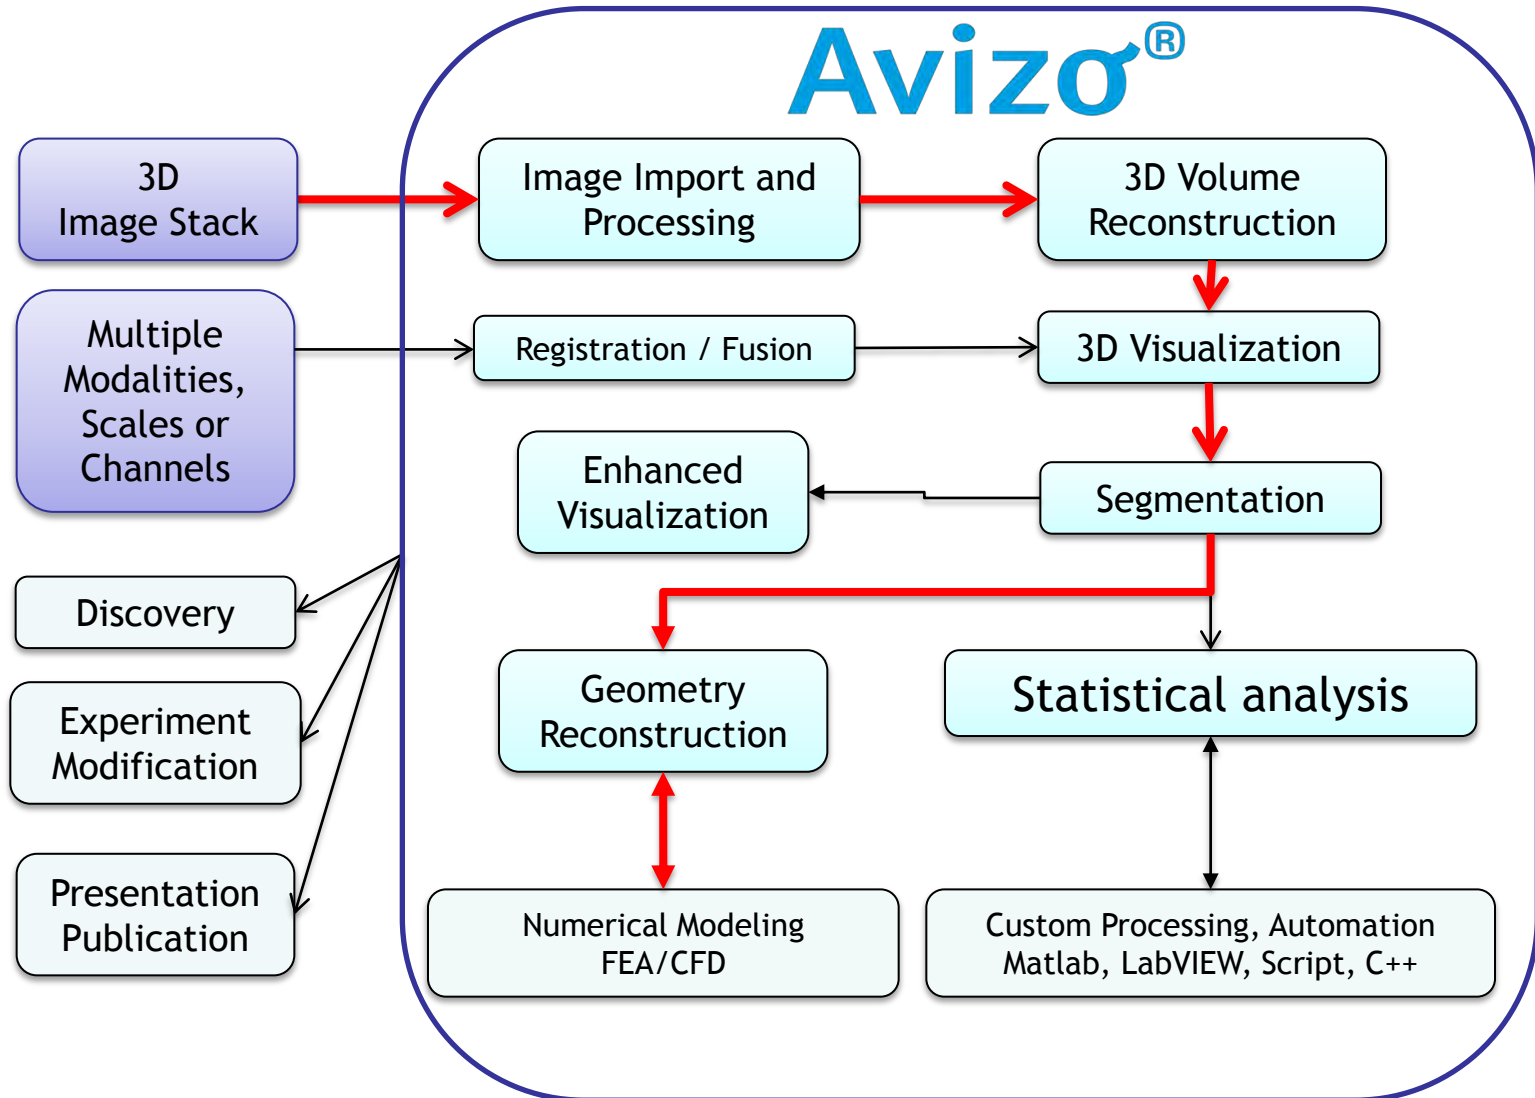 Avizo®
3D
Image Stack
Image Import and
Processing
3D Volume
Reconstruction
Multiple
Modalities,
Scales or
Channels
Registration / Fusion
3D Visualization
Enhanced
Visualization
Segmentation
Discovery
Experiment
Modification
Geometry
Reconstruction
Statistical analysis
Presentation
Publication
Numerical Modeling
FEA/CFD
Custom Processing, Automation
Matlab, LabVIEW, Script, C++